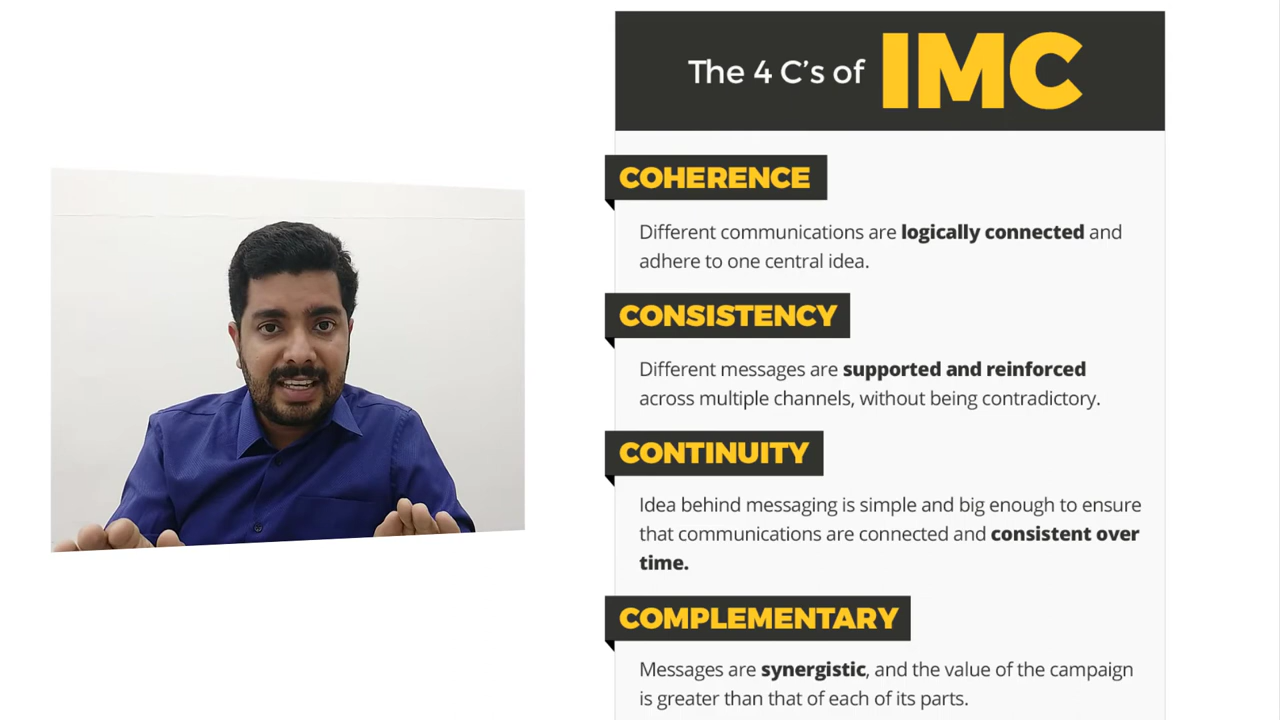 The 4 C's of IMC
COHERENCE
Different communications are logically connected and
adhere to one central idea.
CONSISTENCY
Different messages are supported and reinforced
across multiple channels, without being contradictory.
CONTINUITY
Idea behind messaging is simple and big enough to ensure
that communications are connected and consistent over
time.
COMPLEMENTARY
Messages are synergistic, and the value of the campaign
is greater than that of each of its parts.